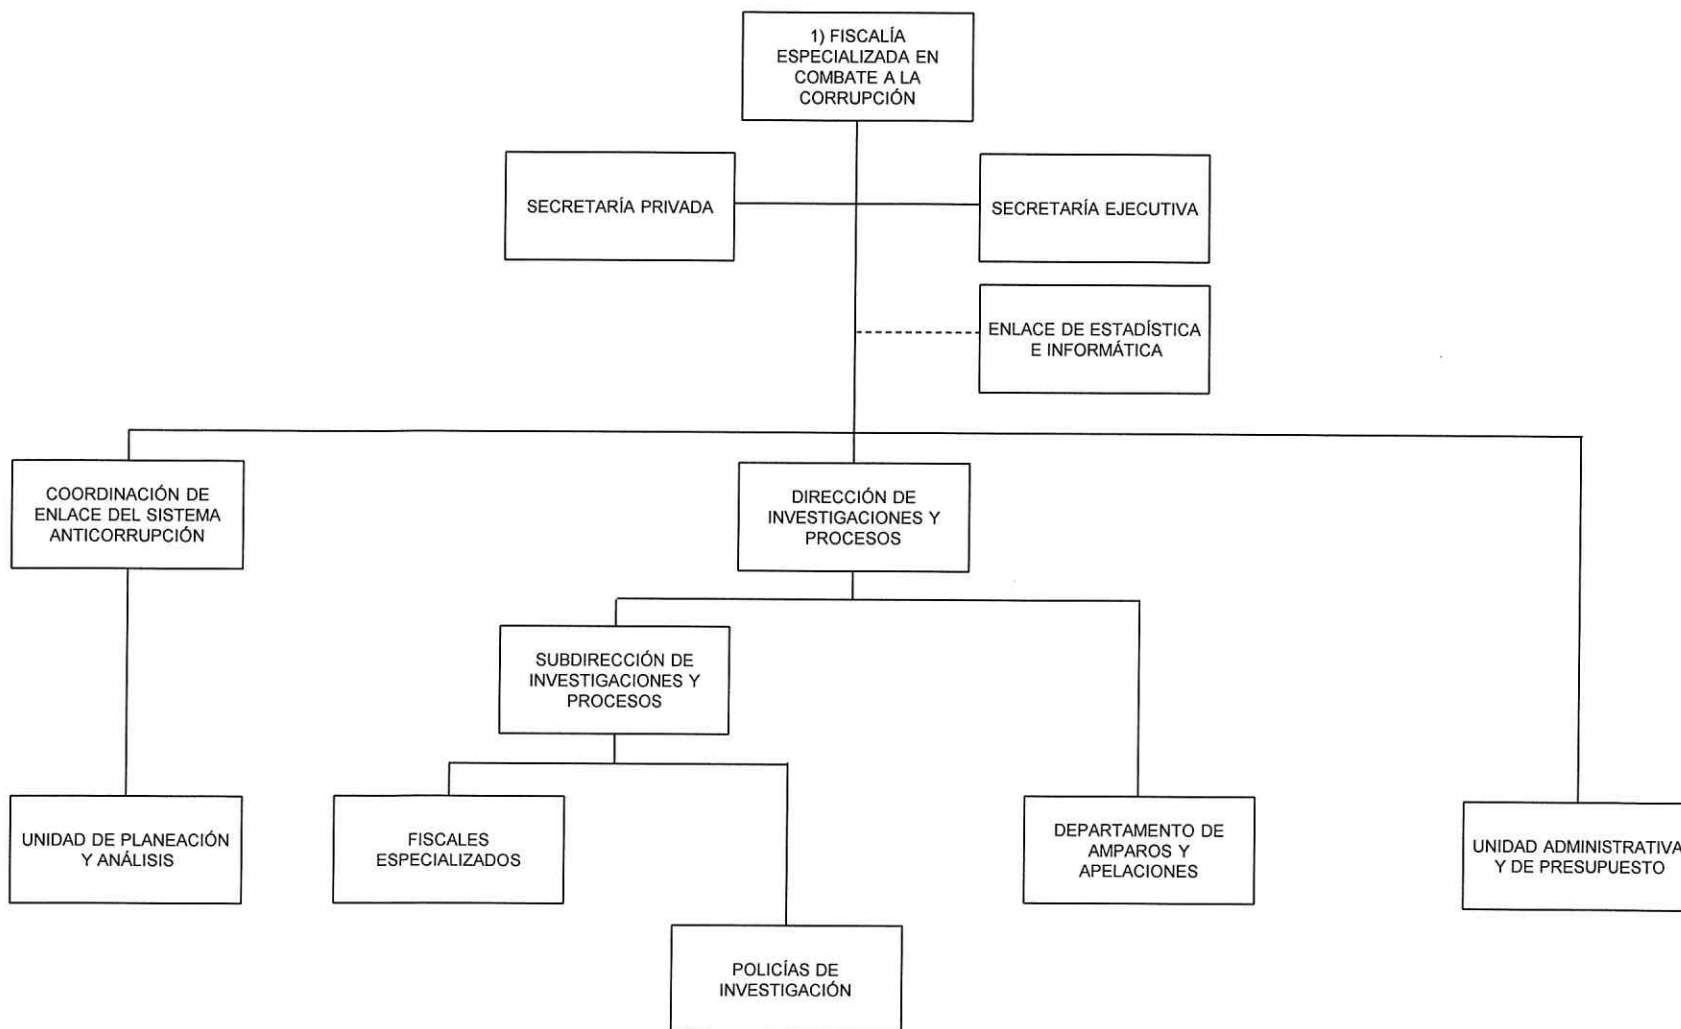 1) FISCALÍA
ESPECIALIZADA EN
COMBATE A LA
CORRUPCIÓN
SECRETARÍA PRIVADA
SECRETARÍA EJECUTIVA
ENLACE DE ESTADÍSTICA
E INFORMÁTICA
COORDINACIÓN DE
ENLACE DEL SISTEMA
ANTICORRUPCIÓN
DIRECCIÓN DE
INVESTIGACIONES Y
PROCESOS
SUBDIRECCIÓN DE
INVESTIGACIONES Y
PROCESOS
UNIDAD DE PLANEACIÓN
Y ANÁLISIS
FISCALES
ESPECIALIZADOS
DEPARTAMENTO DE
AMPAROS Y
APELACIONES
UNIDAD ADMINISTRATIVA
Y DE PRESUPUESTO
POLICÍAS DE
INVESTIGACIÓN